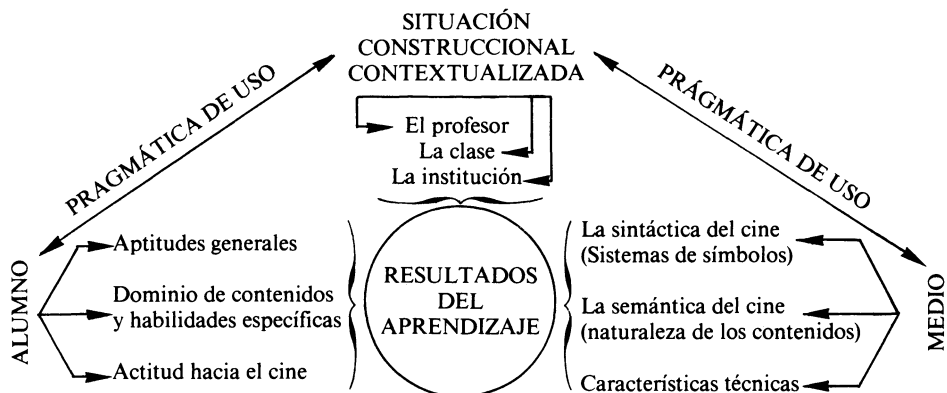 SITUACIÓN
CONSTRUCCIONAL
CONTEXTUALIZADA
PRAGMÁTICA DE USO
PRÁGMÁTICA DE USO
El profesor
La clase
La institución
ALUMNO
Aptitudes generales
Dominio de contenidos
y habilidades específicas
Actitud hacia el cine
RESULTADOS
DEL
APRENDIZAJE
La sintáctica del cine
(Sistemas de símbolos)
La semántica del cine
(naturaleza de los contenidos)
Características técnicas
MEDIO